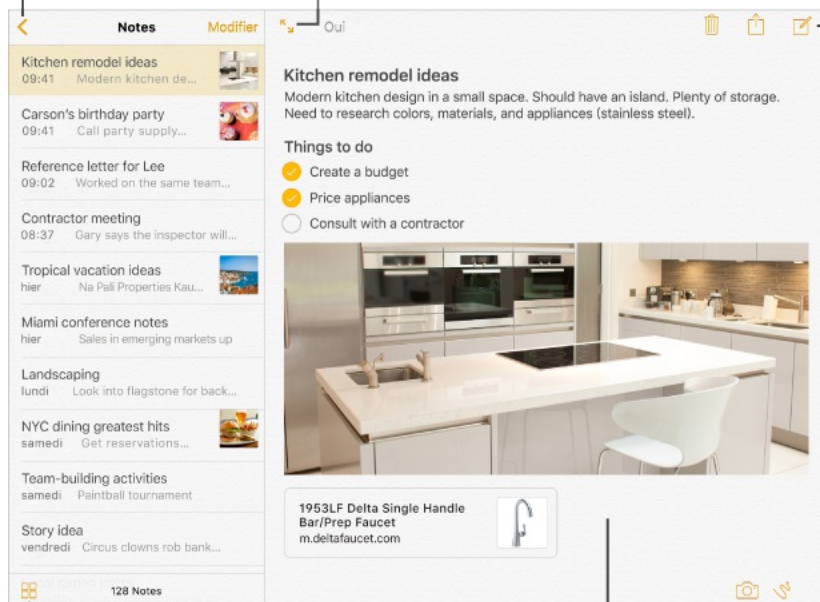 Notes
Modifier
Oui
Kitchen remodel ideas
09:41 Modern kitchen de...
Carson's birthday party
09:41 Call party supply...
Reference letter for Lee
09:02 Worked on the same team...
Contractor meeting
08:37 Gary says the inspector will...
Tropical vacation ideas
hier Na Pali Properties Kau...
Miami conference notes
hier Sales in emerging markets up
Landscaping
lundi Look into flagstone for back...
NYC dining greatest hits
samedi Get reservations...
Team-building activities
samedi Paintball tournament
Story idea
vendredi Circus clowns rob bank...
128 Notes
Kitchen remodel ideas
Modern kitchen design in a small space. Should have an island. Plenty of storage.
Need to research colors, materials, and appliances (stainless steel).
Things to do
Create a budget
Price appliances
Consult with a contractor
1953LF Delta Single Handle
Bar/Prep Faucet
m.deltafaucet.com